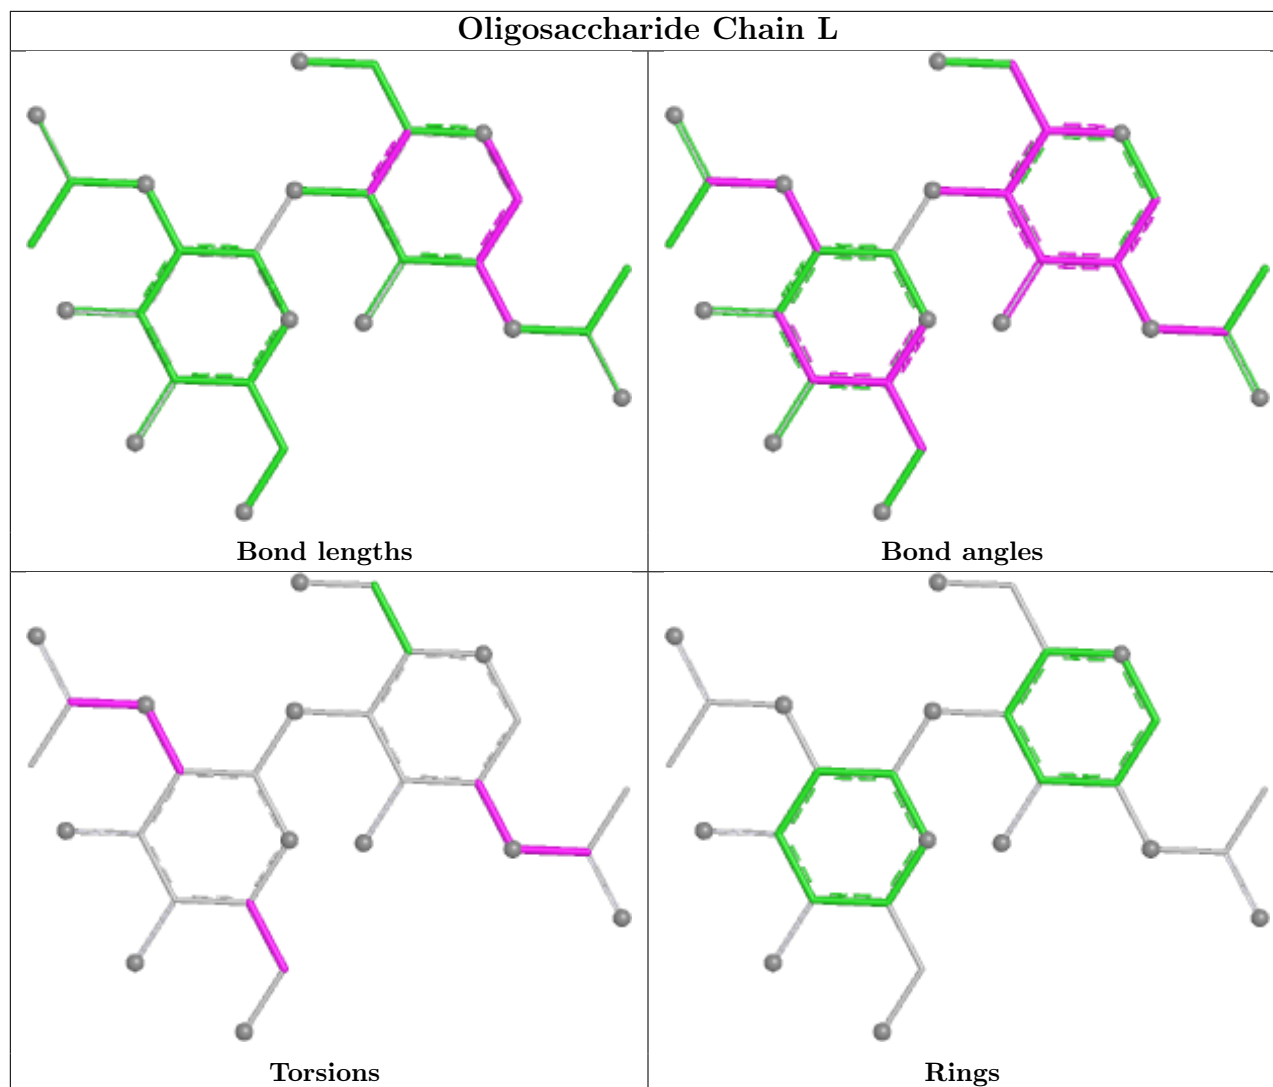 Oligosaccharide Chain L
Bond lengths
Bond angles
Torsions
Rings